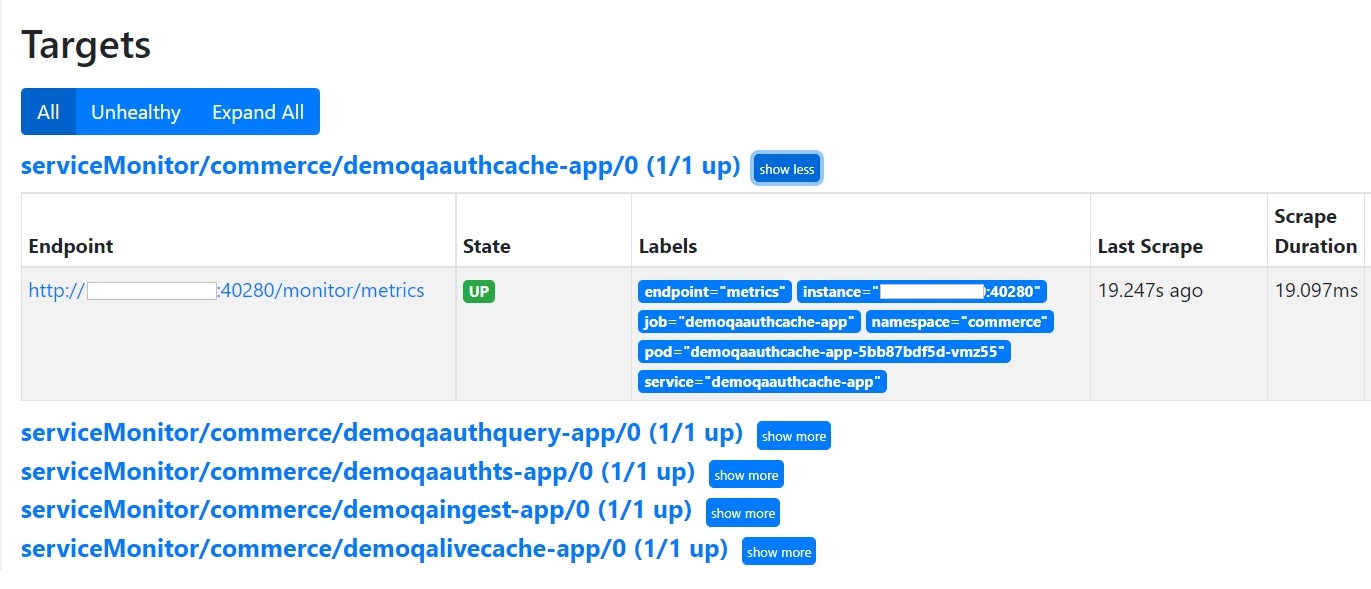 Targets
All Unhealthy Expand All
serviceMonitor/commerce/demoqaauthcache-app/0 (1/1 up) show less
Endpoint State Labels Last Scrape Scrape Duration
http:// :40280/monitor/metrics UP endpoint="metrics" instance=" :40280" 19.247s ago 19.097ms
job="demoqaauthcache-app" namespace="commerce"
pod="demoqaauthcache-app-5bb87bdf5d-vmz55"
service="demoqaauthcache-app"
serviceMonitor/commerce/demoqaauthquery-app/0 (1/1 up) show more
serviceMonitor/commerce/demoqaauthts-app/0 (1/1 up) show more
serviceMonitor/commerce/demoqaingest-app/0 (1/1 up) show more
serviceMonitor/commerce/demoqalivecache-app/0 (1/1 up) show more